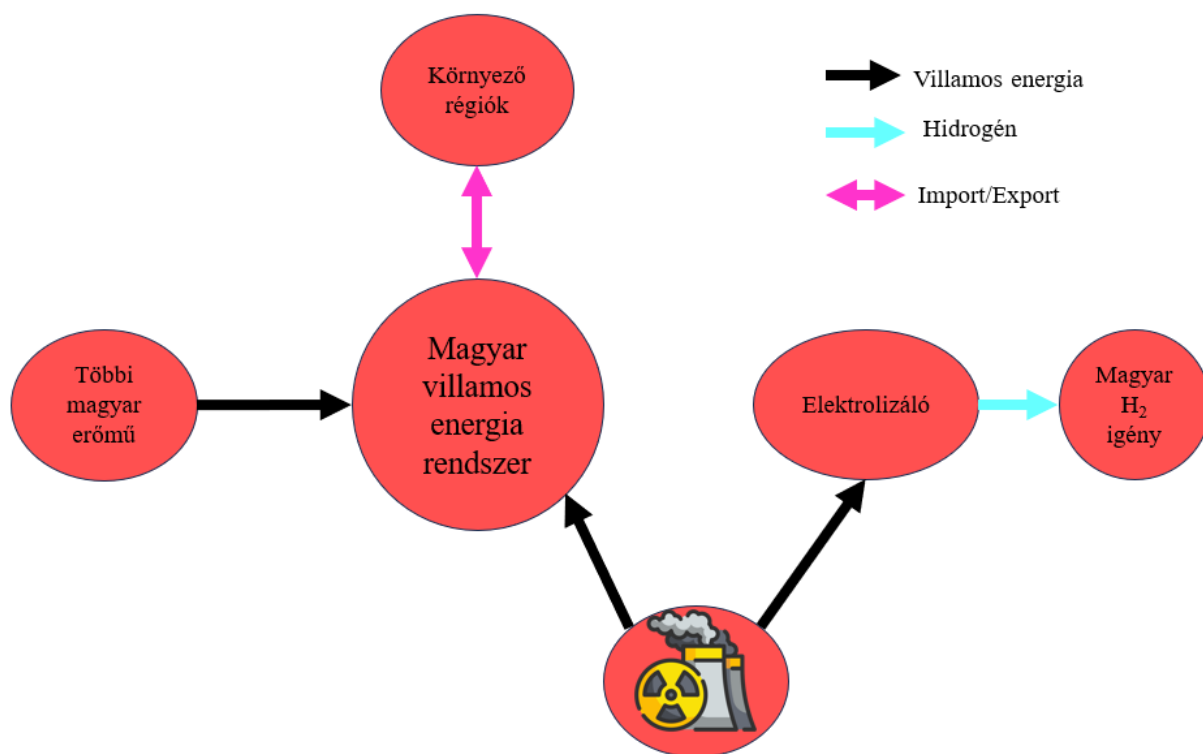 Környező
régiók
Villamos energia
Hidrogén
Import/Export
Többi
magyar
erőmű
Magyar
villamos
energia
rendszer
Elektrolizáló
Magyar
H₂
igény